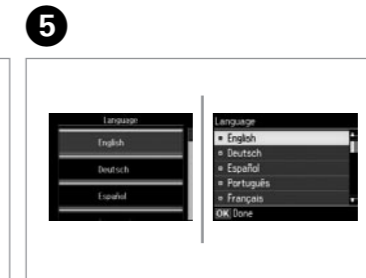 5
Language
English
Deutsch
Español
Language
English
Deutsch
Español
Português
Français
OK Done